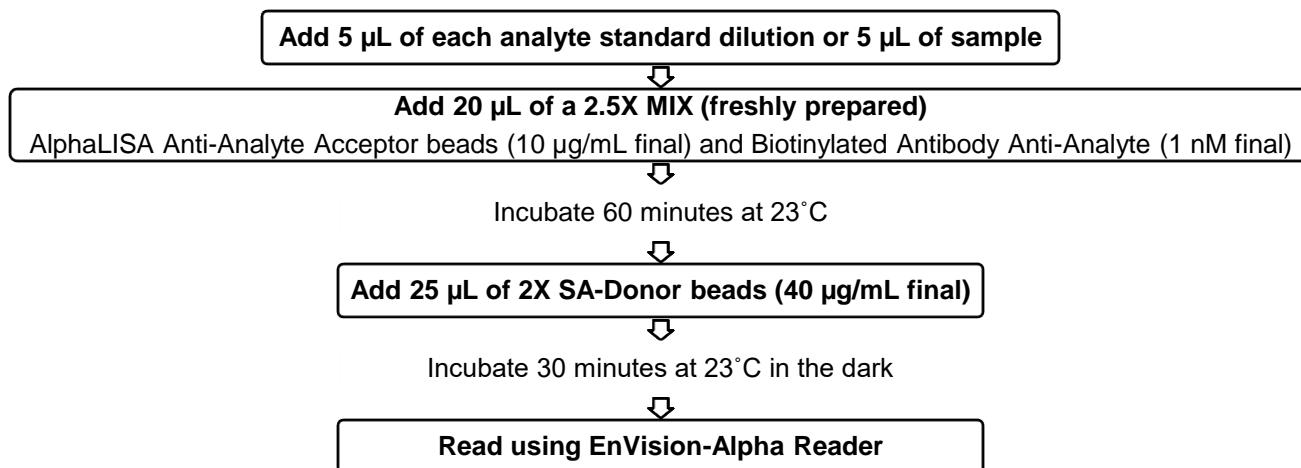 Add 5 µL of each analyte standard dilution or 5 µL of sample
Add 20 µL of a 2.5X MIX (freshly prepared)
AlphaLISA Anti-Analyte Acceptor beads (10 µg/mL final) and Biotinylated Antibody Anti-Analyte (1 nM final)
Incubate 60 minutes at 23˚C
Add 25 µL of 2X SA-Donor beads (40 µg/mL final)
Incubate 30 minutes at 23˚C in the dark
Read using EnVision-Alpha Reader